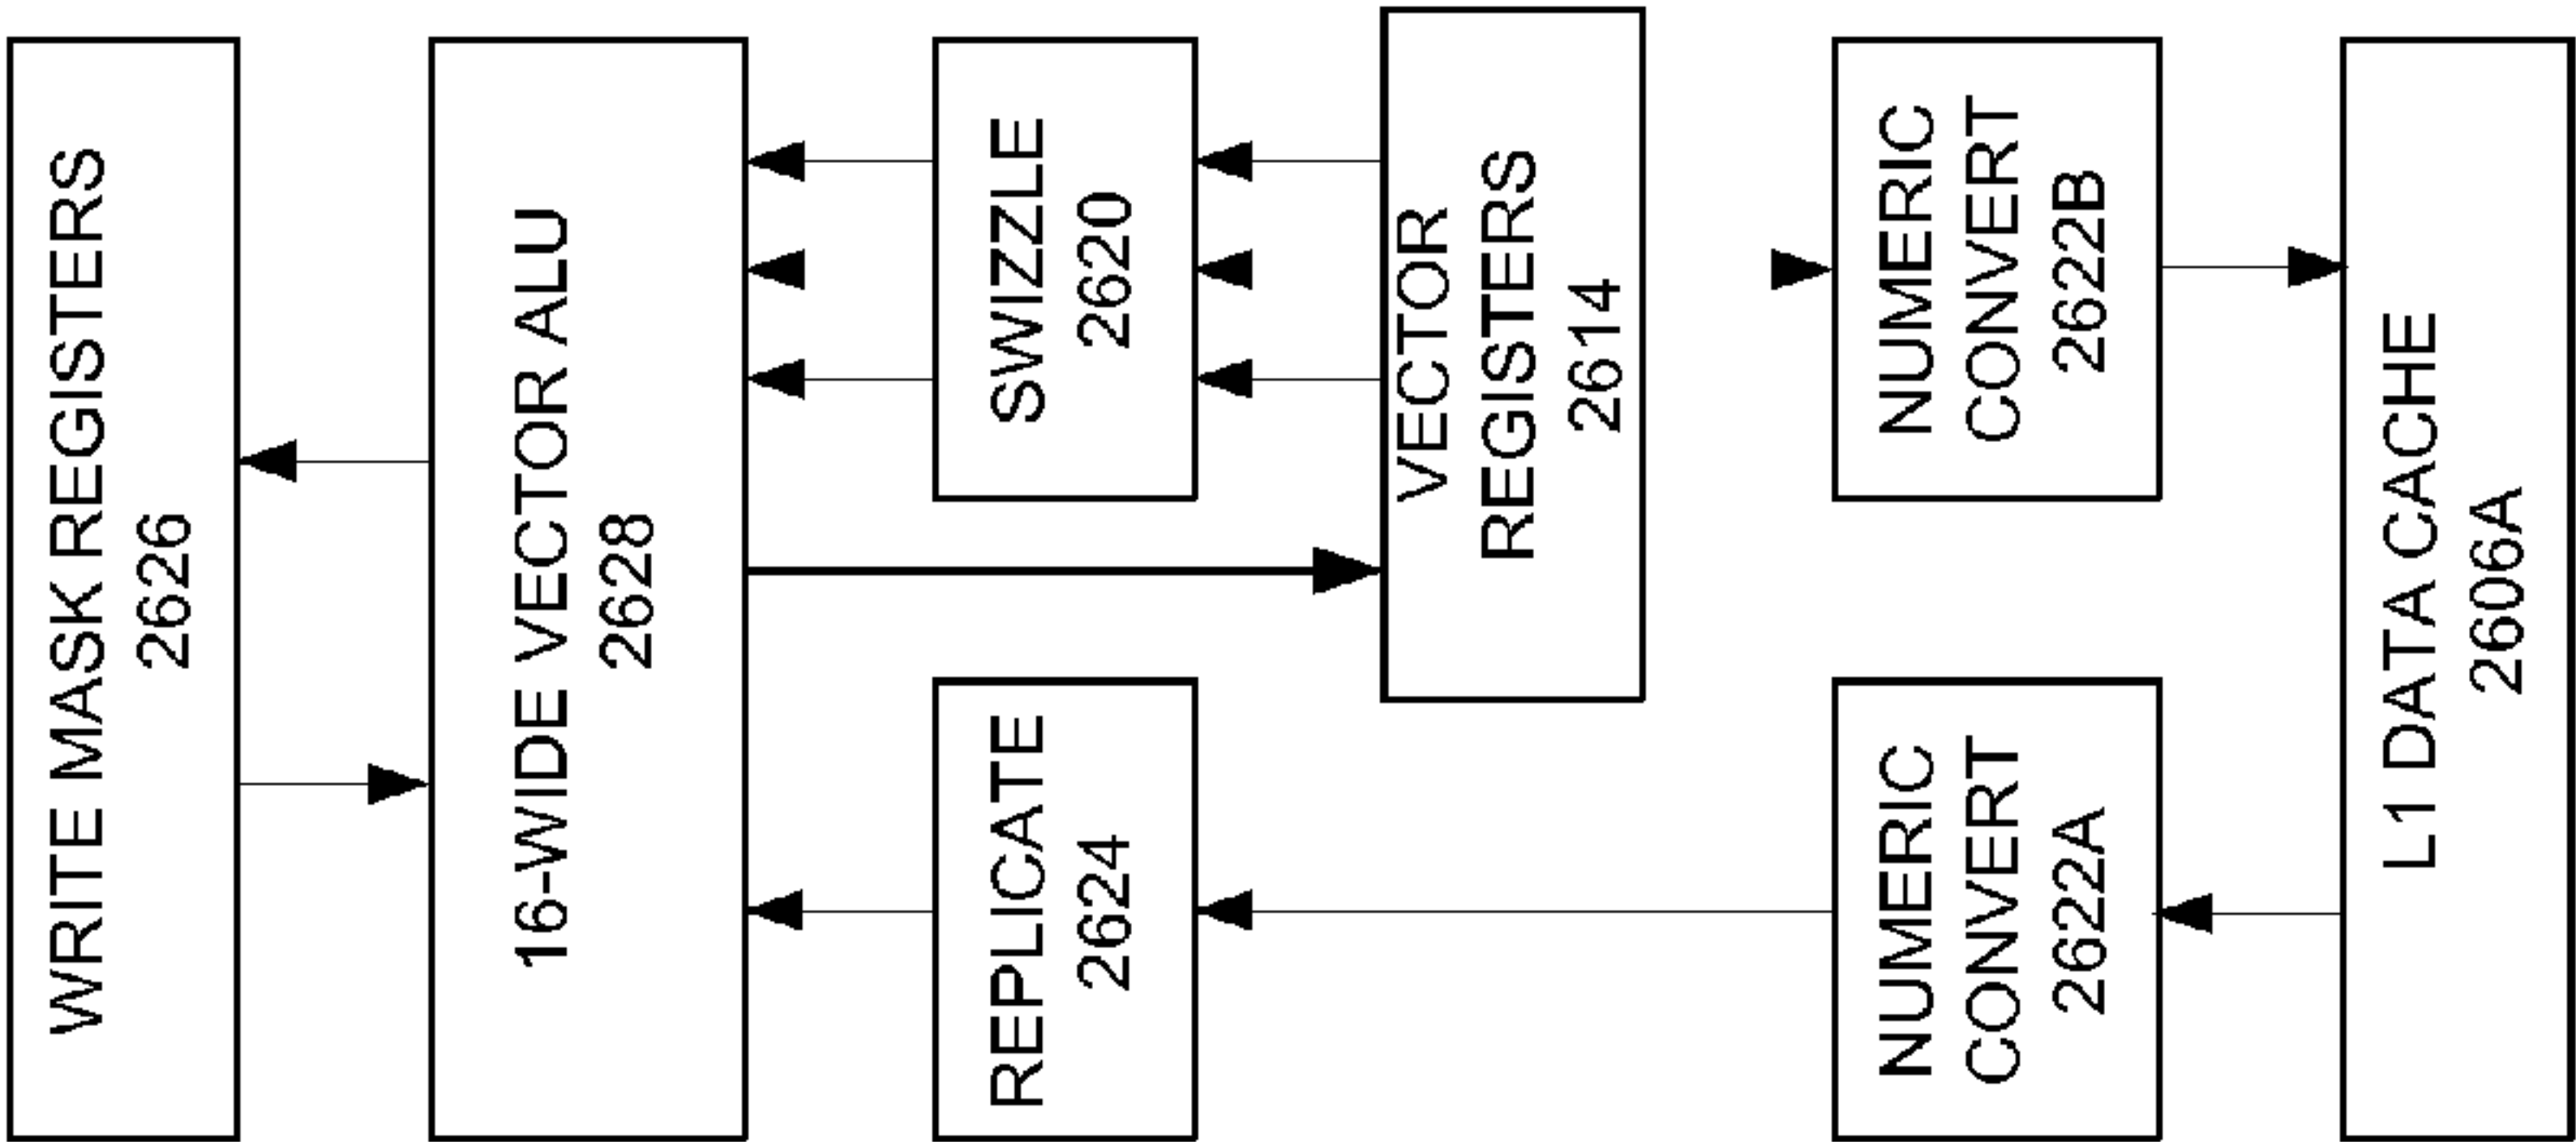 WRITE MASK REGISTERS
2626
16-WIDE VECTOR ALU
2628
REPLICATE
2624
SWIZZLE
2620
VECTOR
REGISTERS
2614
NUMERIC
CONVERT
2622A
NUMERIC
CONVERT
2622B
L1 DATA CACHE
2606A